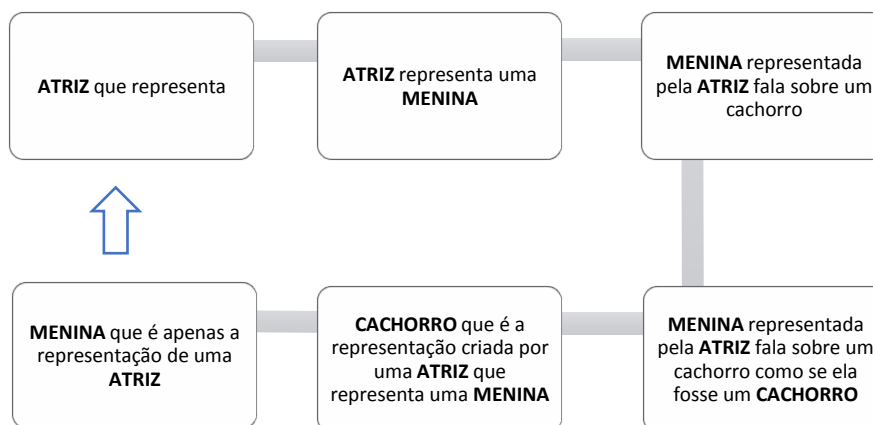 ATRIZ que representa
ATRIZ representa uma
MENINA
MENINA representada
pela ATRIZ fala sobre um
cachorro
MENINA que é apenas a
representação de uma
ATRIZ
CACHORRO que é a
representação criada por
uma ATRIZ que
representa uma MENINA
MENINA representada
pela ATRIZ fala sobre um
cachorro como se ela
fosse um CACHORRO